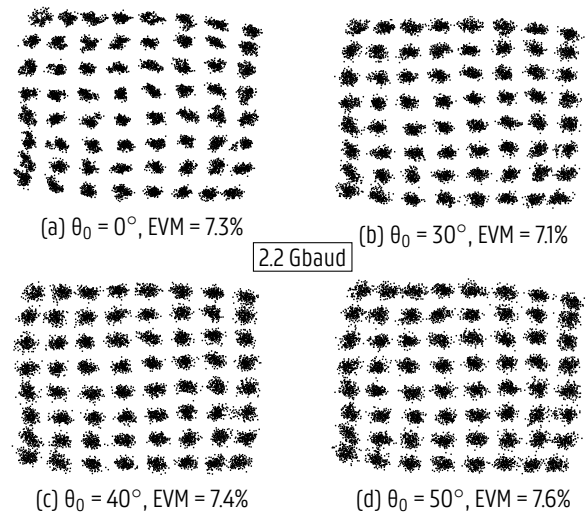 (a) θ₀ = 0°, EVM = 7.3%
(b) θ₀ = 30°, EVM = 7.1%
2.2 Gbaud
(c) θ₀ = 40°, EVM = 7.4%
(d) θ₀ = 50°, EVM = 7.6%